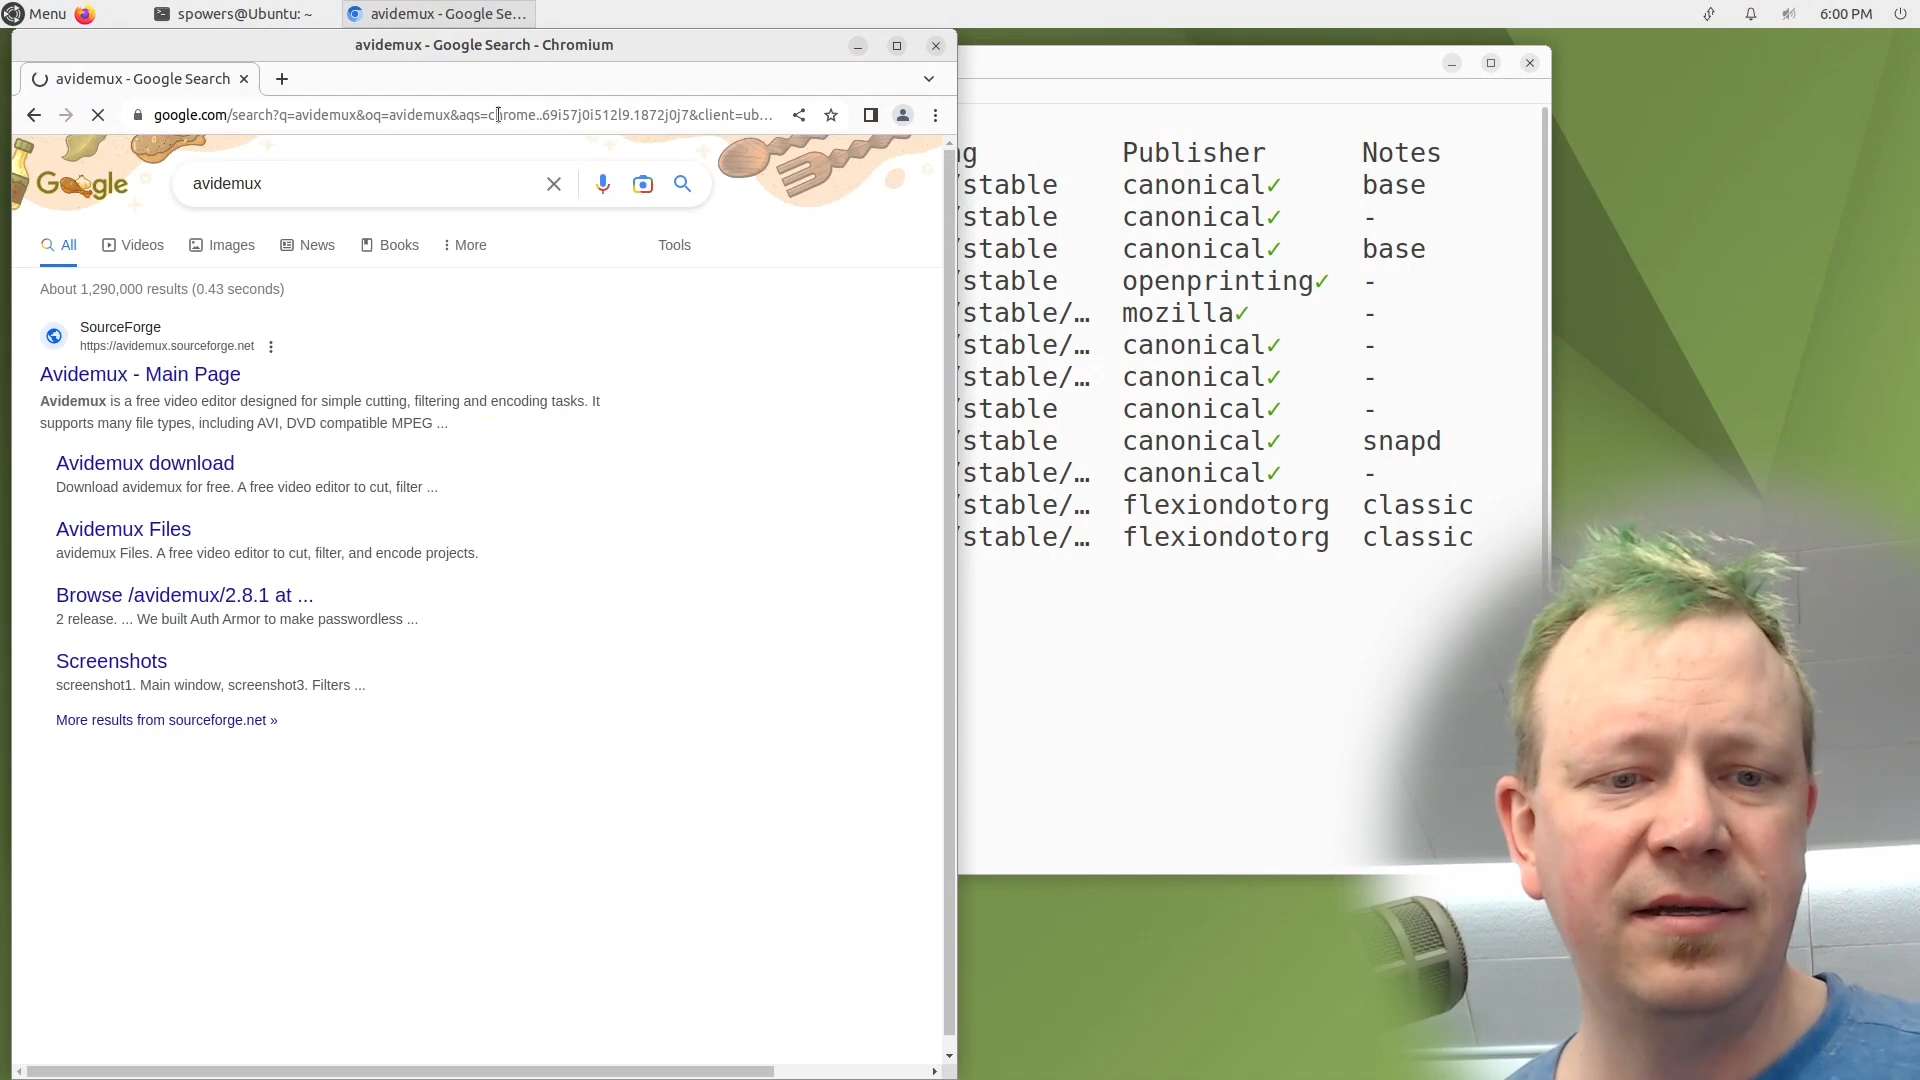 Menu
spowers@Ubuntu: ~
avidemux - Google Se...
6:00 PM
avidemux - Google Search - Chromium
avidemux - Google Search
google.com/search?q=avidemux&oq=avidemux&aqs=chrome..69i57j0i512l9.1872j0j7&client=ub...
Google
avidemux
All
Videos
Images
News
Books
More
Tools
About 1,290,000 results (0.43 seconds)
SourceForge
https://avidemux.sourceforge.net
Avidemux - Main Page
Avidemux is a free video editor designed for simple cutting, filtering and encoding tasks. It
supports many file types, including AVI, DVD compatible MPEG ...
Avidemux download
Download avidemux for free. A free video editor to cut, filter ...
Avidemux Files
avidemux Files. A free video editor to cut, filter, and encode projects.
Browse /avidemux/2.8.1 at ...
2 release. ... We built Auth Armor to make passwordless ...
Screenshots
screenshot1. Main window, screenshot3. Filters ...
More results from sourceforge.net »
Publisher Notes
/stable canonical✓ base
/stable canonical✓ -
/stable canonical✓ base
/stable openprinting✓ -
/stable/… mozilla✓ -
/stable/… canonical✓ -
/stable/… canonical✓ -
/stable canonical✓ -
/stable canonical✓ snapd
/stable/… canonical✓ -
/stable/… flexiondotorg classic
/stable/… flexiondotorg classic